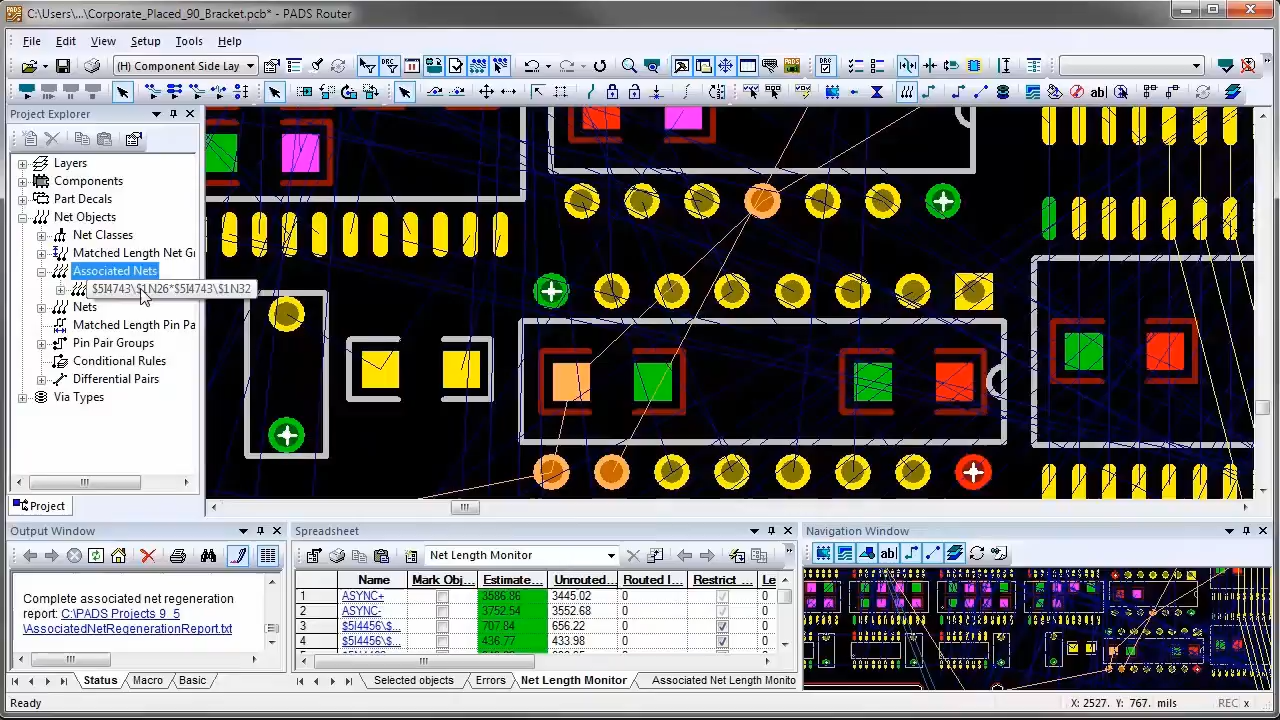 C:\Users\...\Corporate_Placed_90_Bracket.pcb* - PADS Router
File Edit View Setup Tools Help
(H) Component Side Lay
Project Explorer
Layers
Components
Part Decals
Net Objects
Net Classes
Matched Length Net Gr
Associated Nets
$5I4743\$1N26*$5I4743\$1N32
Nets
Matched Length Pin Pa
Pin Pair Groups
Conditional Rules
Differential Pairs
Via Types
Project
Output Window
Complete associated net generation
report: C:\PADS Projects 9_5
\AssociatedNetRegenerationReport.txt
Status Macro Basic
Spreadsheet
Net Length Monitor
Name Mark Obj... Estimate... Unrouted... Routed l... Restrict ... Le
1 ASYNC+ 3586.86 3445.02 0 0
2 ASYNC- 3752.54 3552.68 0 0
3 $5I4456\$... 707.84 656.22 0 0
4 $5I4456\$... 436.77 433.98 0 0
Selected objects Errors Net Length Monitor Associated Net Monito
Navigation Window
Ready
X: 2527. Y: 767. mils REC x